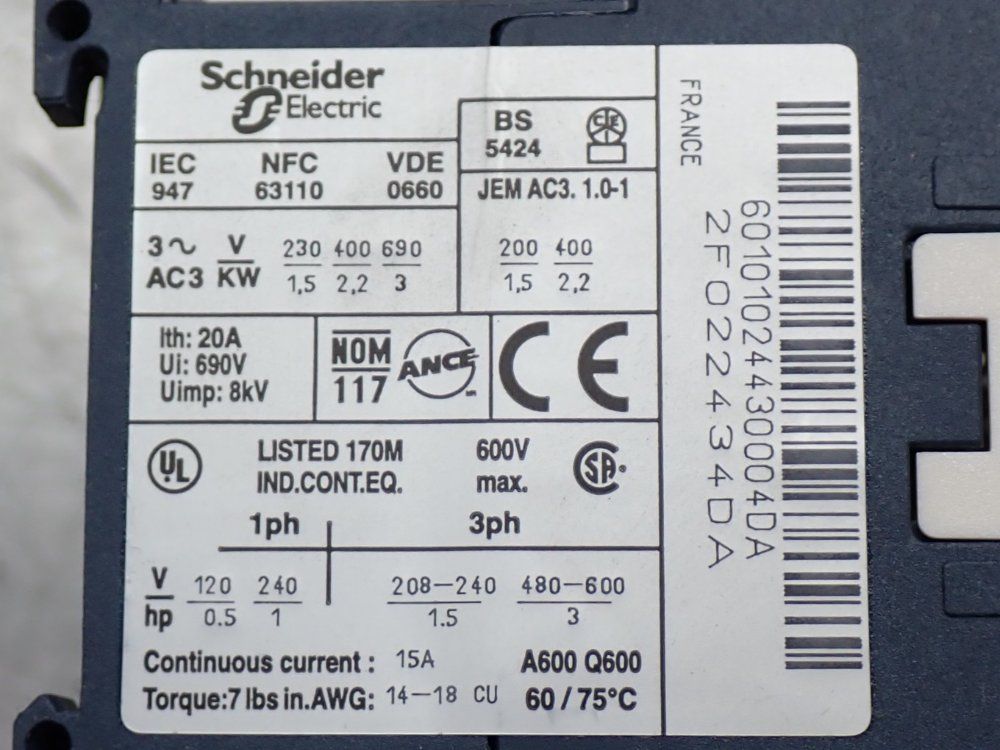 Schneider
Electric
BS
5424
IEC NFC VDE
947 63110 0660
JEM AC3. 1.0-1
3~ V 230 400 690
AC3 KW 1,5 2,2 3
200 400
1,5 2,2
Ith: 20A
Ui: 690V
Uimp: 8kV
NOM
117
ANCE
CE
UL
LISTED 170M 600V
IND.CONT.EQ. max.
SA
1ph 3ph
V 120 240 208-240 480-600
hp 0.5 1 1.5 3
Continuous current : 15A A600 Q600
Torque:7 lbs in.AWG: 14-18 CU 60 / 75°C
FRANCE
6010102443000​4DA
2F022434DA